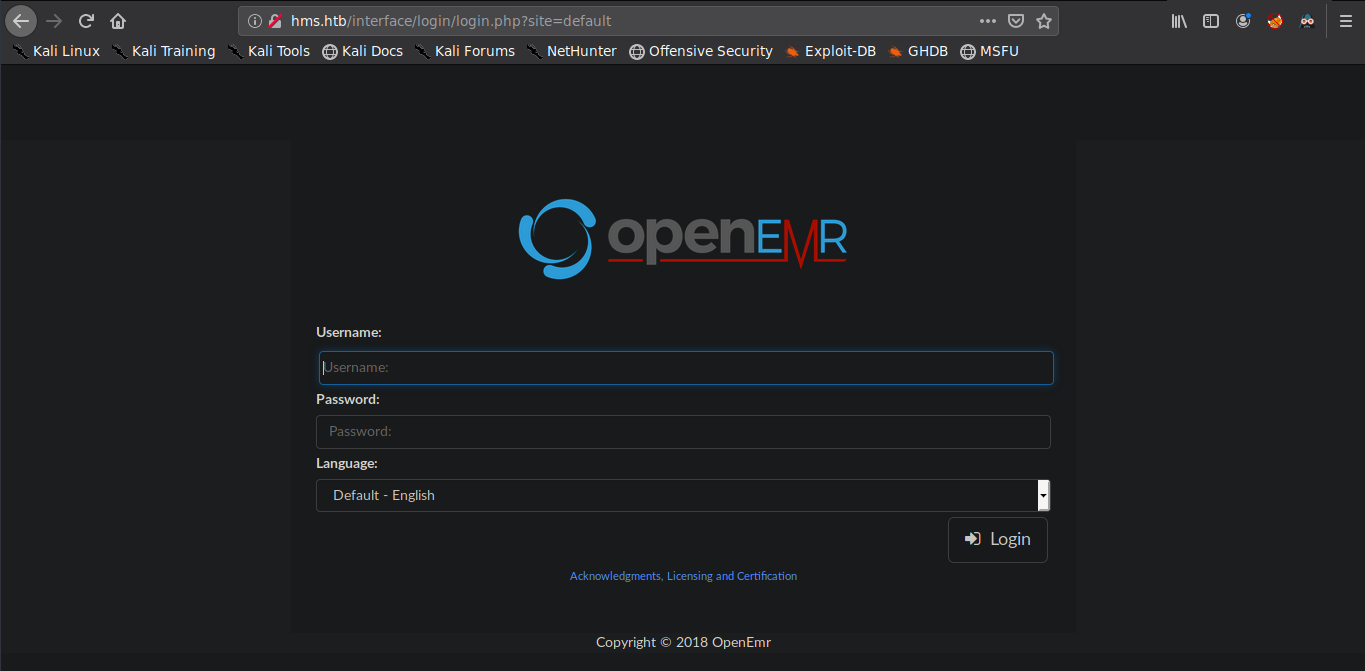 hms.htb/interface/login/login.php?site=default
Kali Linux Kali Training Kali Tools Kali Docs Kali Forums NetHunter Offensive Security Exploit-DB GHDB MSFU
openEMR
Username:
Username:
Password:
Password:
Language:
Default - English
Login
Acknowledgments, Licensing and Certification
Copyright © 2018 OpenEmr